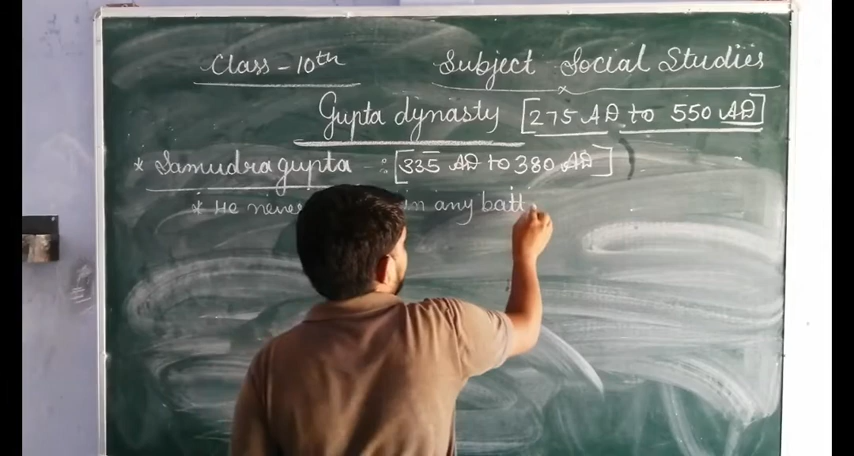 Class - 10th Subject Social Studies
Gupta dynasty [275 AD to 550 AD]
* Samudragupta -: [335 AD to 380 AD]
* He never in any batt